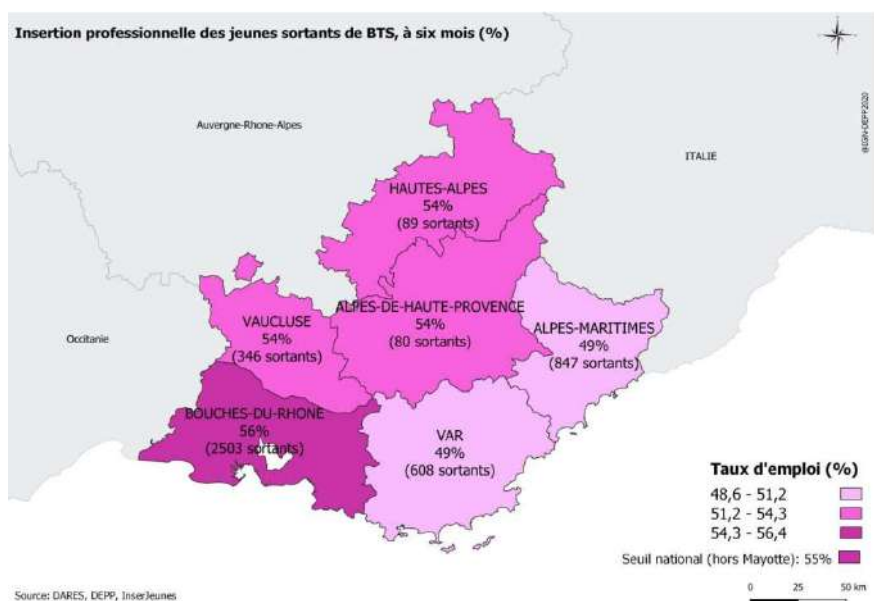 Insertion professionnelle des jeunes sortants de BTS, à six mois (%)
@IGN-DEPP2020
Auvergne-Rhone-Alpes
ITALIE
HAUTES-ALPES
54%
(89 sortants)
ALPES-DE-HAUTE-PROVENCE
54%
(80 sortants)
VAUCLUSE
54%
(346 sortants)
ALPES-MARITIMES
49%
(847 sortants)
Occitanie
BOUCHES-DU-RHONE
56%
(2503 sortants)
VAR
49%
(608 sortants)
Taux d'emploi (%)
48,6 - 51,2
51,2 - 54,3
54,3 - 56,4
Seuil national (hors Mayotte): 55%
0 25 50 km
Source: DARES, DEPP, InserJeunes